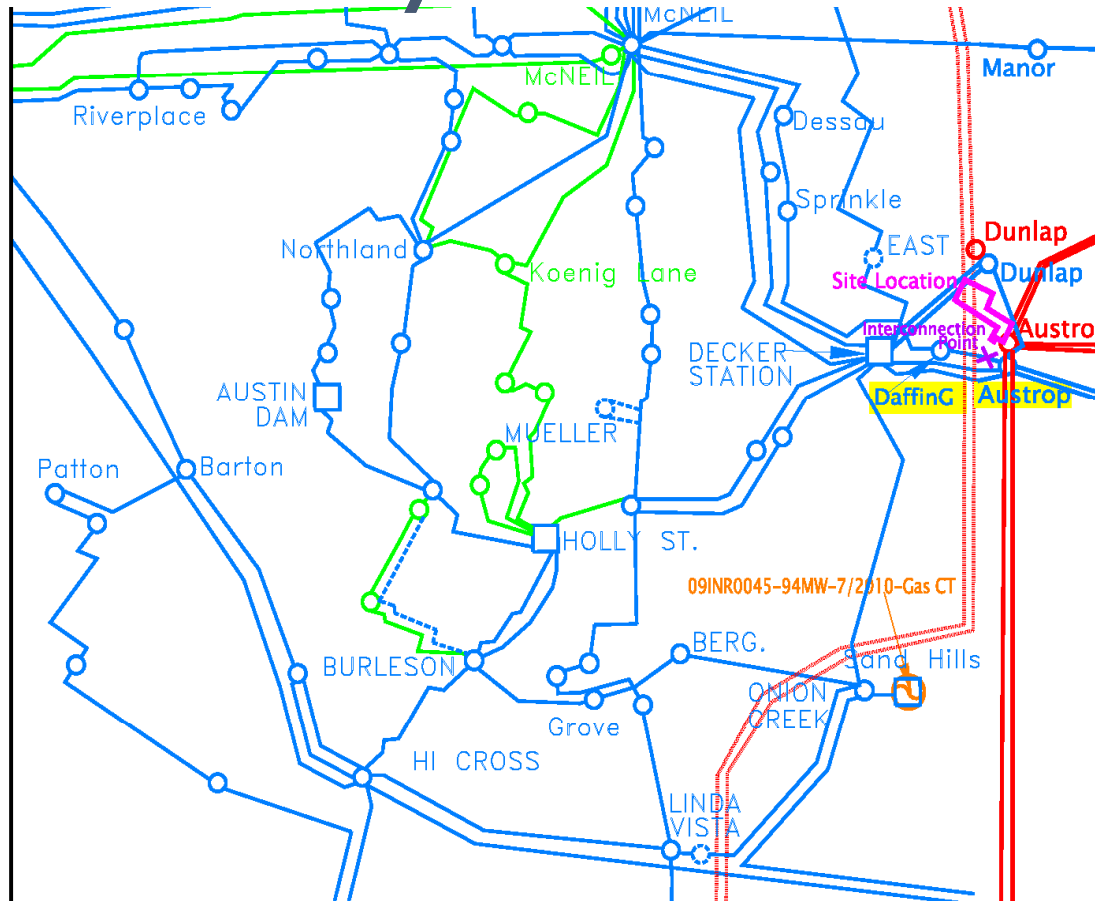 McNEIL
McNEIL
Manor
Riverplace
Dessau
Sprinkle
Northland
EAST
Dunlap
Koenig Lane
Dunlap
Site Location
Interconnection
Point
Austro
DECKER
STATION
AUSTIN
DAM
DaffinG
Austrop
MUELLER
Patton
Barton
HOLLY ST.
09INR0045-94MW-7/2010-Gas CT
BURLESON
BERG.
Sand Hills
ONION
CREEK
Grove
HI CROSS
LINDA
VISTA